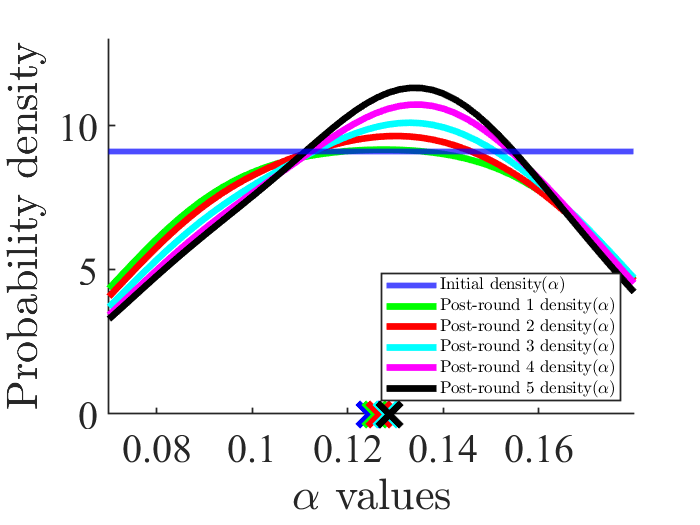 Probability density
10
5
0
Initial density(α)
Post-round 1 density(α)
Post-round 2 density(α)
Post-round 3 density(α)
Post-round 4 density(α)
Post-round 5 density(α)
0.08 0.1 0.12 0.14 0.16
α values